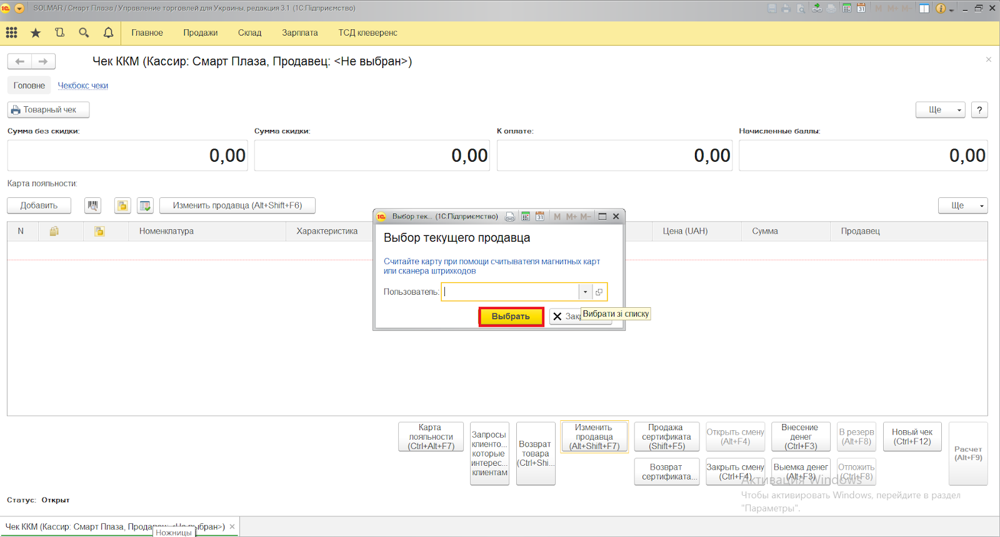 SOLMAR / Смарт Плаза / Управление торговлей для Украины, редакция 3.1 (1С:Підприємство)
M M+ M−
Главное Продажи Склад Зарплата ТСД клеверенс
Чек ККМ (Кассир: Смарт Плаза, Продавец: <Не выбран>)
Головне Чекбокс чеки
Товарный чек Ще ?
Сумма без скидки: Сумма скидки: К оплате: Начисленные баллы:
0,00 0,00 0,00 0,00
Карта лояльности:
Добавить Изменить продавца (Alt+Shift+F6) Ще
N Номенклатура Характеристика Цена (UAH) Сумма Продавец
Выбор тек... (1С:Підприємство) 31 M M+ M−
Выбор текущего продавца
Считайте карту при помощи считывателя магнитных карт
или сканера штрихкодов
Пользователь:
Выбрать Зак
Вибрати зі списку
Карта
лояльности
(Ctrl+Alt+F7)
Запросы
клиенто...
которые
интерес...
клиентам
Возврат
товара
(Ctrl+Shi...
Изменить
продавца
(Alt+Shift+F7)
Продажа
сертификата
(Shift+F5)
Открыть смену
(Alt+F4)
Внесение
денег
(Ctrl+F3)
В резерв
(Alt+F8)
Новый чек
(Ctrl+F12)
Расчет
(Alt+F9)
Возврат
сертификата...
Закрыть смену
(Ctrl+F4)
Выемка денег
(Alt+F3)
Отложить
(Ctrl+F8)
Активация Windows
Чтобы активировать Windows, перейдите в раздел
"Параметры".
Статус: Открыт
Чек ККМ (Кассир: Смарт Плаза, Продавец: <Не выбран>)
Ножницы